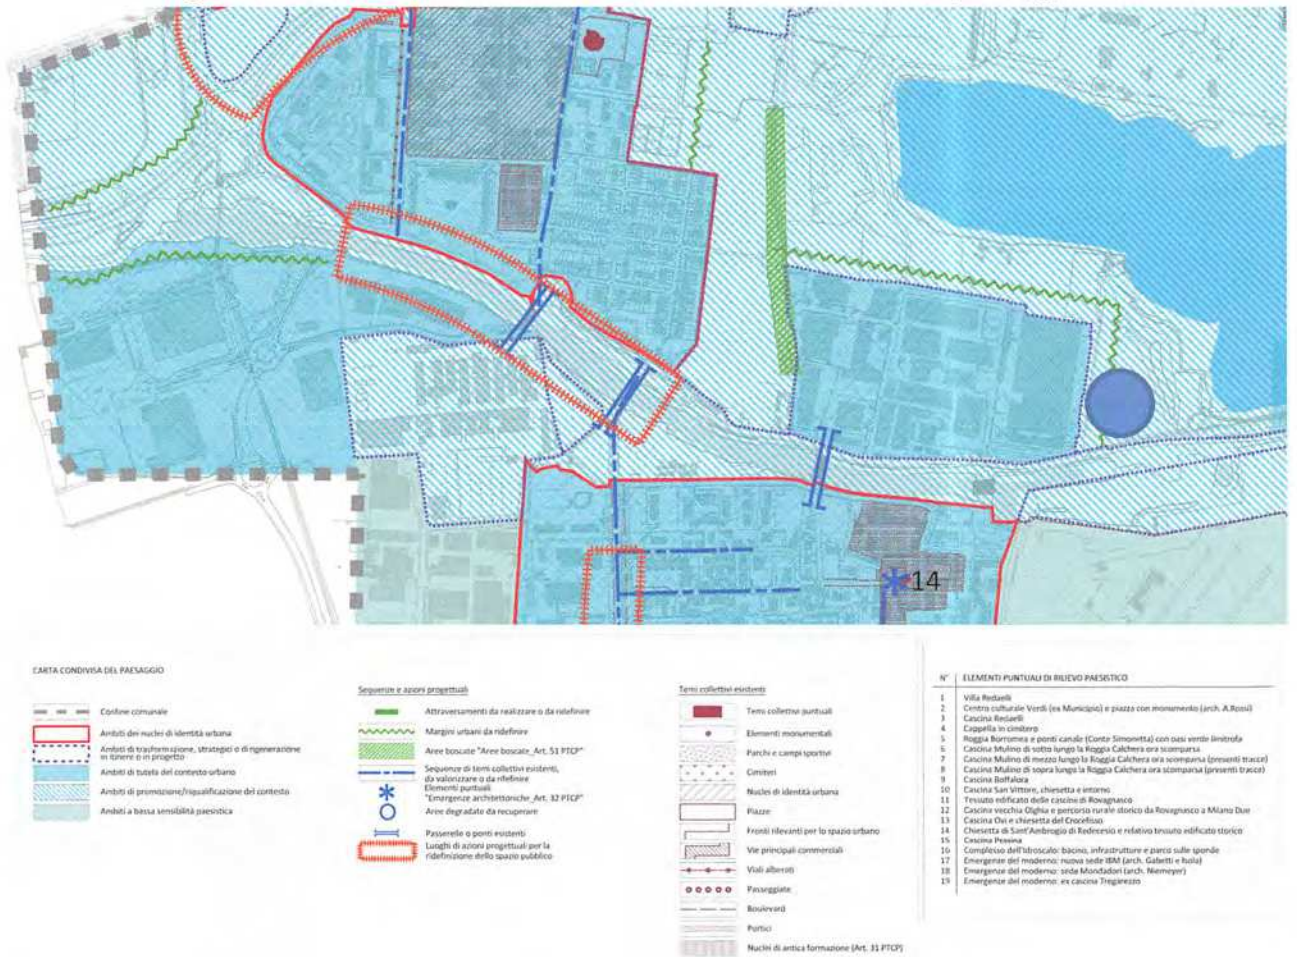 14
CARTA CONDIVISA DEL PAESAGGIO
Confine comunale
Ambiti dei nuclei di identità urbana
Ambiti di trasformazione, strategici o di rigenerazione
in itinere o in progetto
Ambiti di tutela del contesto urbano
Ambiti di promozione/riqualificazione del contesto
Ambiti a bassa sensibilità paesistica
Sequenze e azioni progettuali
Attraversamenti da realizzare o da ridefinire
Margini urbani da ridefinire
Aree boscate "Aree boscate_Art. 51 PTCP"
Sequenze di temi collettivi esistenti,
da valorizzare o da ridefinire
Elementi puntuali
"Emergenze architettoniche_Art. 32 PTCP"
Aree degradate da recuperare
Passerelle o ponti esistenti
Luoghi di azioni progettuali per la
ridefinizione dello spazio pubblico
Temi collettivi esistenti
Temi collettivi puntuali
Elementi monumentali
Parchi e campi sportivi
Cimiteri
Nuclei di identità urbana
Piazze
Fronti rilevanti per lo spazio urbano
Vie principali commerciali
Viali alberati
Passeggiate
Boulevard
Portici
Nuclei di antica formazione (Art. 31 PTCP)
N° ELEMENTI PUNTUALI DI RILIEVO PAESISTICO
1 Villa Redaelli
2 Centro culturale Verdi (ex Municipio) e piazza con monumento (arch. A.Rossi)
3 Cascina Redaelli
4 Cappella in cimitero
5 Roggia Borromea e ponti canale (Conte Simonetta) con oasi verde limitrofa
6 Cascina Mulino di sotto lungo la Roggia Calchera ora scomparsa
7 Cascina Mulino di mezzo lungo la Roggia Calchera ora scomparsa (presenti tracce)
8 Cascina Mulino di sopra lungo la Roggia Calchera ora scomparsa (presenti tracce)
9 Cascina Boffalora
10 Cascina San Vittore, chiesetta e intorno
11 Tessuto edificato delle cascine di Rovagnasco
12 Cascina vecchia Olghia e percorso rurale storico da Rovagnasco a Milano Due
13 Cascina Ovi e chiesetta del Crocefisso
14 Chiesetta di Sant'Ambrogio di Redecesio e relativo tessuto edificato storico
15 Cascina Pessina
16 Complesso dell'Idroscalo: bacino, infrastrutture e parco sulle sponde
17 Emergenze del moderno: nuova sede IBM (arch. Gabetti e Isola)
18 Emergenze del moderno: sede Mondadori (arch. Niemeyer)
19 Emergenze del moderno: ex cascina Tregarezzo